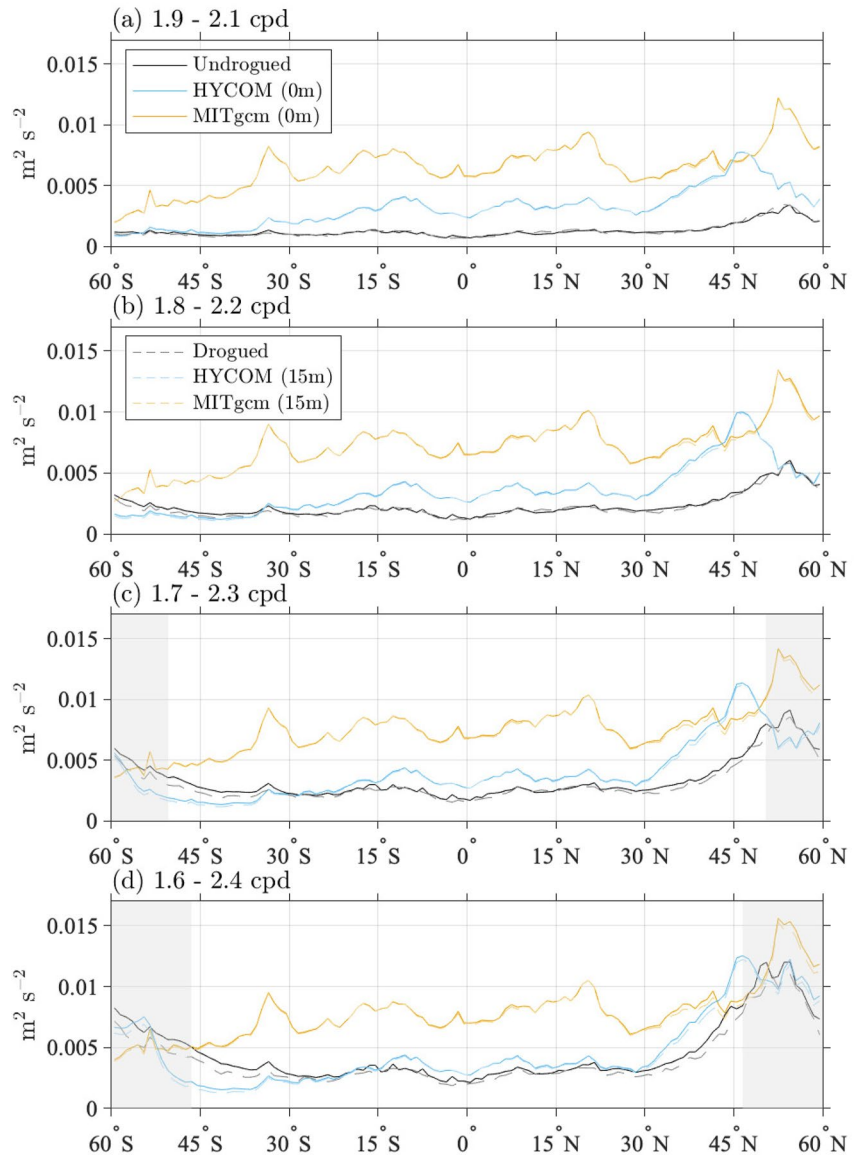 (a) 1.9 - 2.1 cpd
0.015
0.01
0.005
0
m² s⁻²
Undrogued
HYCOM (0m)
MITgcm (0m)
60°S 45°S 30°S 15°S 0° 15°N 30°N 45°N 60°N
(b) 1.8 - 2.2 cpd
0.015
0.01
0.005
0
m² s⁻²
Drogued
HYCOM (15m)
MITgcm (15m)
60°S 45°S 30°S 15°S 0° 15°N 30°N 45°N 60°N
(c) 1.7 - 2.3 cpd
0.015
0.01
0.005
0
m² s⁻²
60°S 45°S 30°S 15°S 0° 15°N 30°N 45°N 60°N
(d) 1.6 - 2.4 cpd
0.015
0.01
0.005
0
m² s⁻²
60°S 45°S 30°S 15°S 0° 15°N 30°N 45°N 60°N